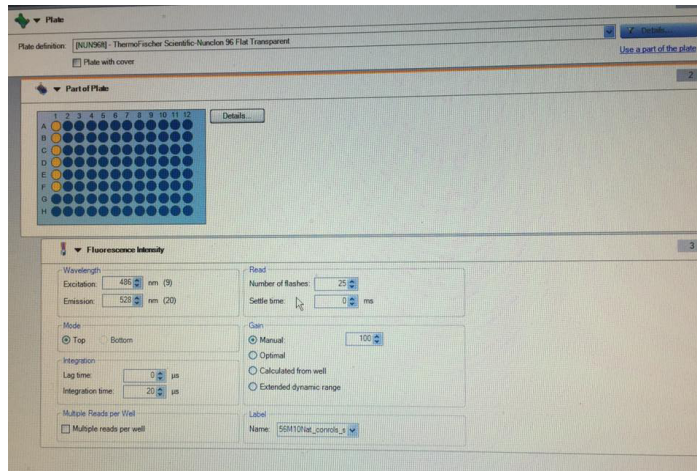 Plate
Plate definition: [NUN96ft] - ThermoFischer Scientific-Nunclon 96 Flat Transparent
Details...
Plate with cover
Use a part of the plate
2
Part of Plate
1 2 3 4 5 6 7 8 9 10 11 12
Details...
A
B
C
D
E
F
G
H
3
Fluorescence Intensity
Wavelength
Excitation: 486 nm (9)
Emission: 528 nm (20)
Read
Number of flashes: 25
Settle time: 0 ms
Mode
Top Bottom
Gain
Manual: 100
Optimal
Calculated from well
Extended dynamic range
Integration
Lag time: 0 µs
Integration time: 20 µs
Multiple Reads per Well
Multiple reads per well
Label
Name: 56M10Nat_conrols_s